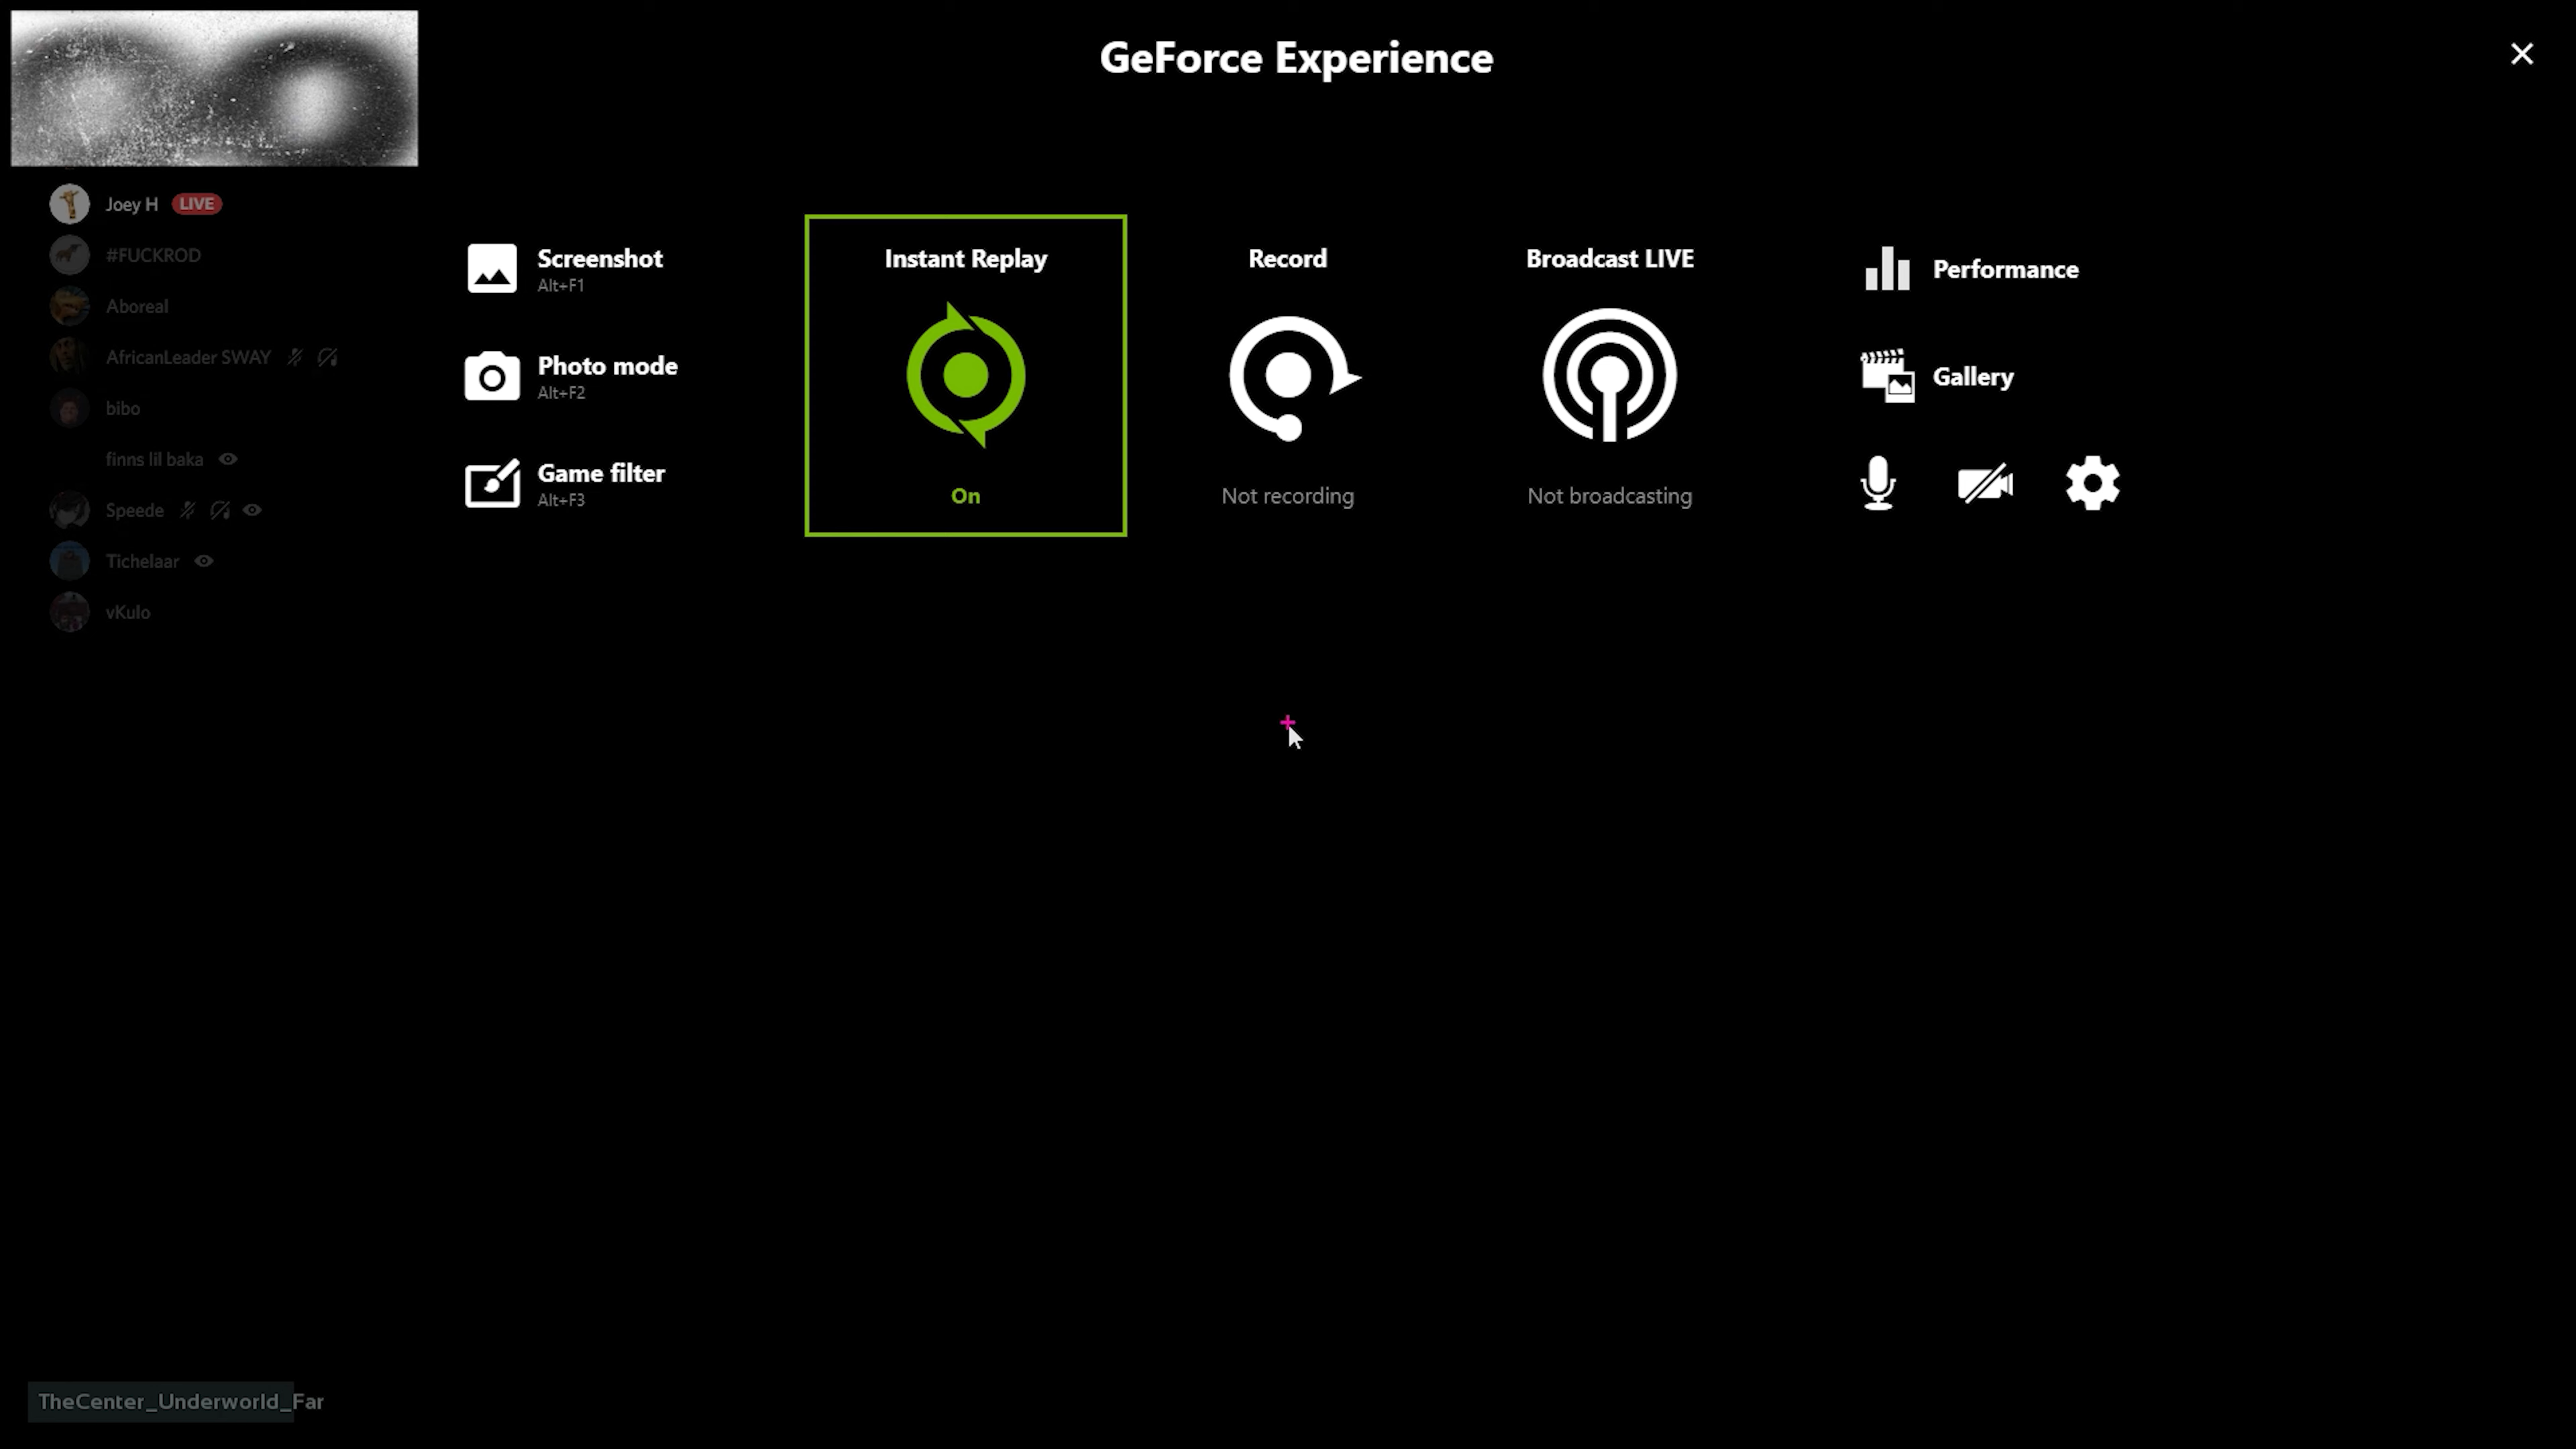 GeForce Experience
Joey H LIVE
#FUCKROD
Aboreal
AfricanLeader SWAY
bibo
finns lil baka
Speede
Tichelaar
vKulo
Screenshot
Alt+F1
Photo mode
Alt+F2
Game filter
Alt+F3
Instant Replay
On
Record
Not recording
Broadcast LIVE
Not broadcasting
Performance
Gallery
TheCenter_Underworld_Far